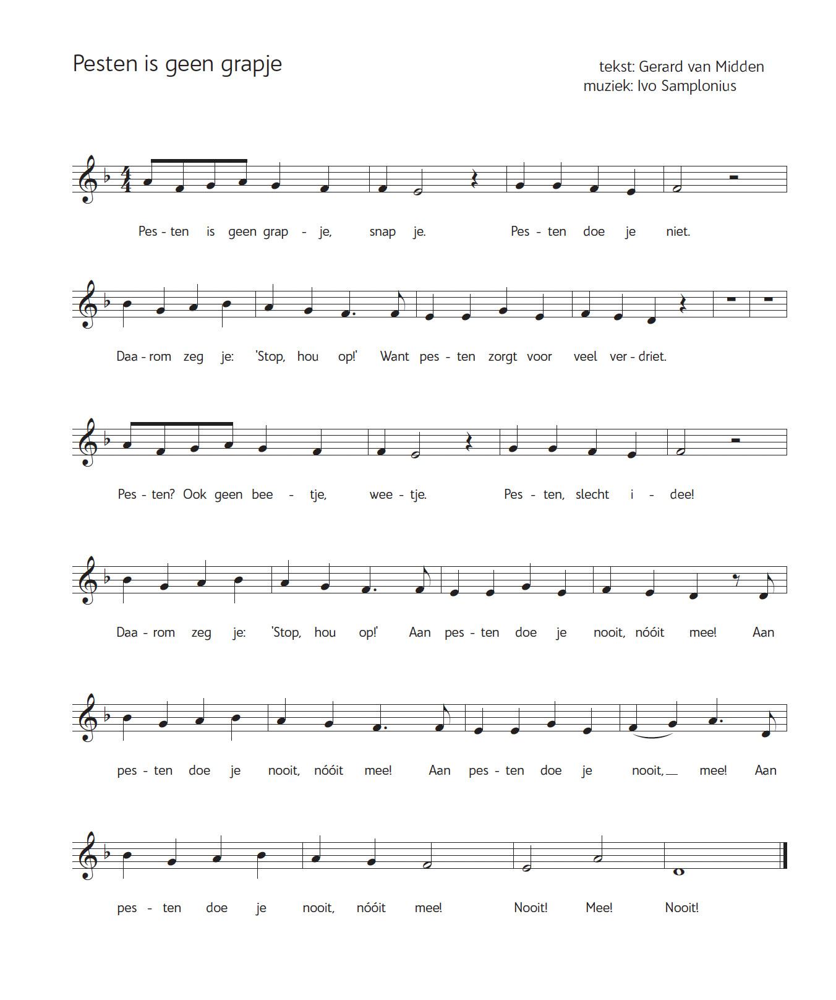 Pesten is geen grapje
tekst: Gerard van Midden
muziek: Ivo Samplonius
Pes - ten is geen grap - je, snap je. Pes - ten doe je niet.
Daa - rom zeg je: 'Stop, hou op!' Want pes - ten zorgt voor veel ver - driet.
Pes - ten? Ook geen bee - tje, wee - tje. Pes - ten, slecht i - dee!
Daa - rom zeg je: 'Stop, hou op!' Aan pes - ten doe je nooit, nóóit mee! Aan
pes - ten doe je nooit, nóóit mee! Aan pes - ten doe je nooit, mee! Aan
pes - ten doe je nooit, nóóit mee! Nooit! Mee! Nooit!